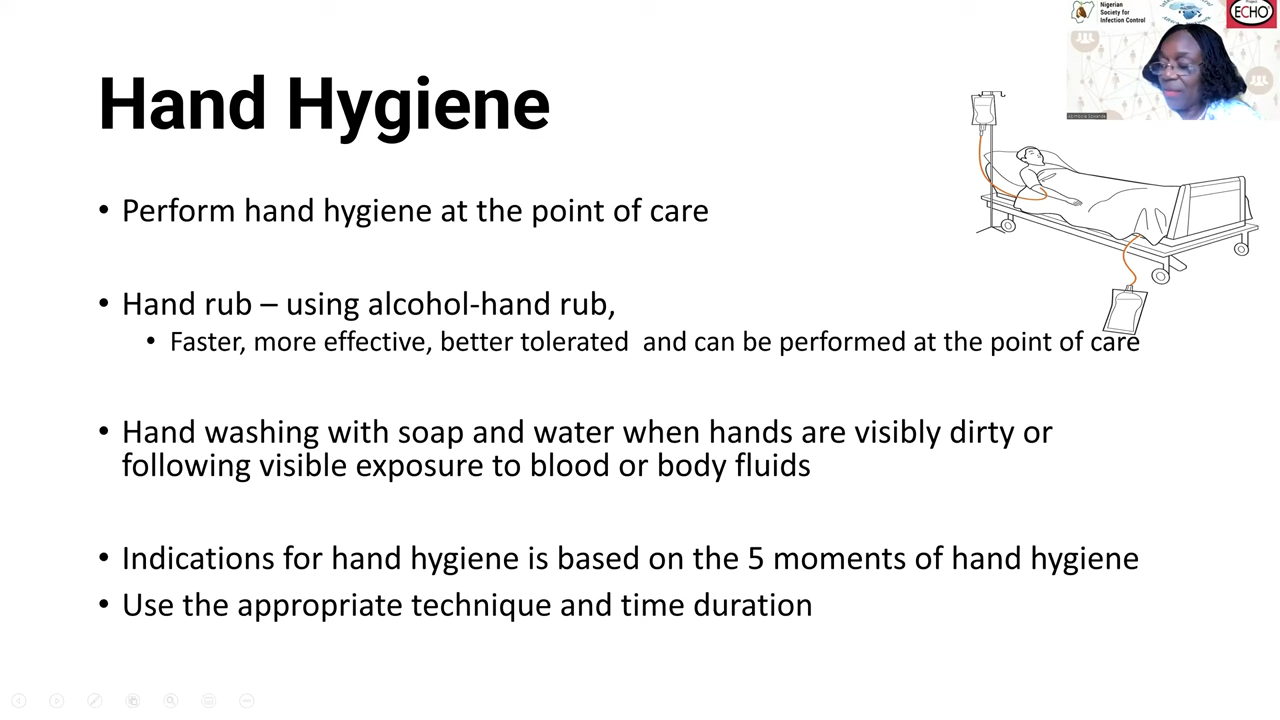 Nigerian
Society for
Infection Control
Project
ECHO
Hand Hygiene
• Perform hand hygiene at the point of care
• Hand rub – using alcohol-hand rub,
• Faster, more effective, better tolerated  and can be performed at the point of care
• Hand washing with soap and water when hands are visibly dirty or
following visible exposure to blood or body fluids
• Indications for hand hygiene is based on the 5 moments of hand hygiene
• Use the appropriate technique and time duration